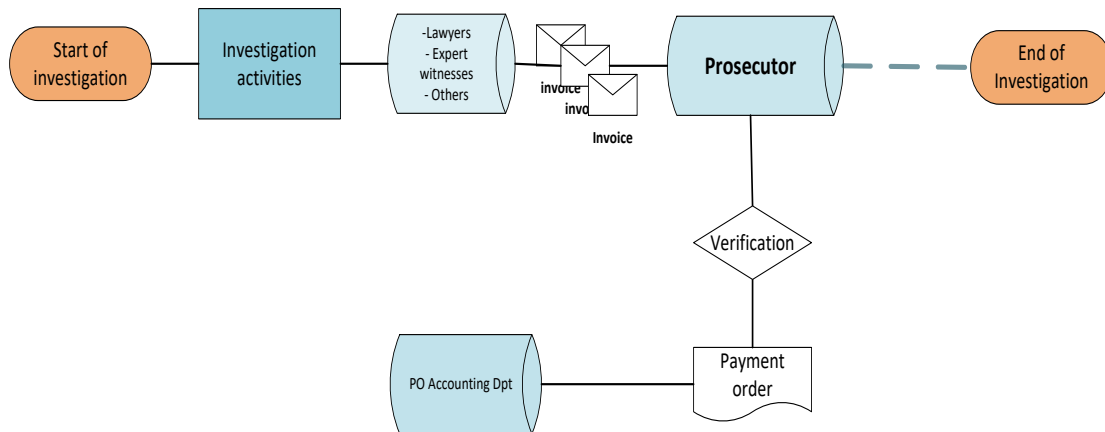 Start of
investigation
Investigation
activities
-Lawyers
- Expert
witnesses
- Others
invoice
Invoice
Prosecutor
End of
Investigation
Verification
Payment
order
PO Accounting Dpt